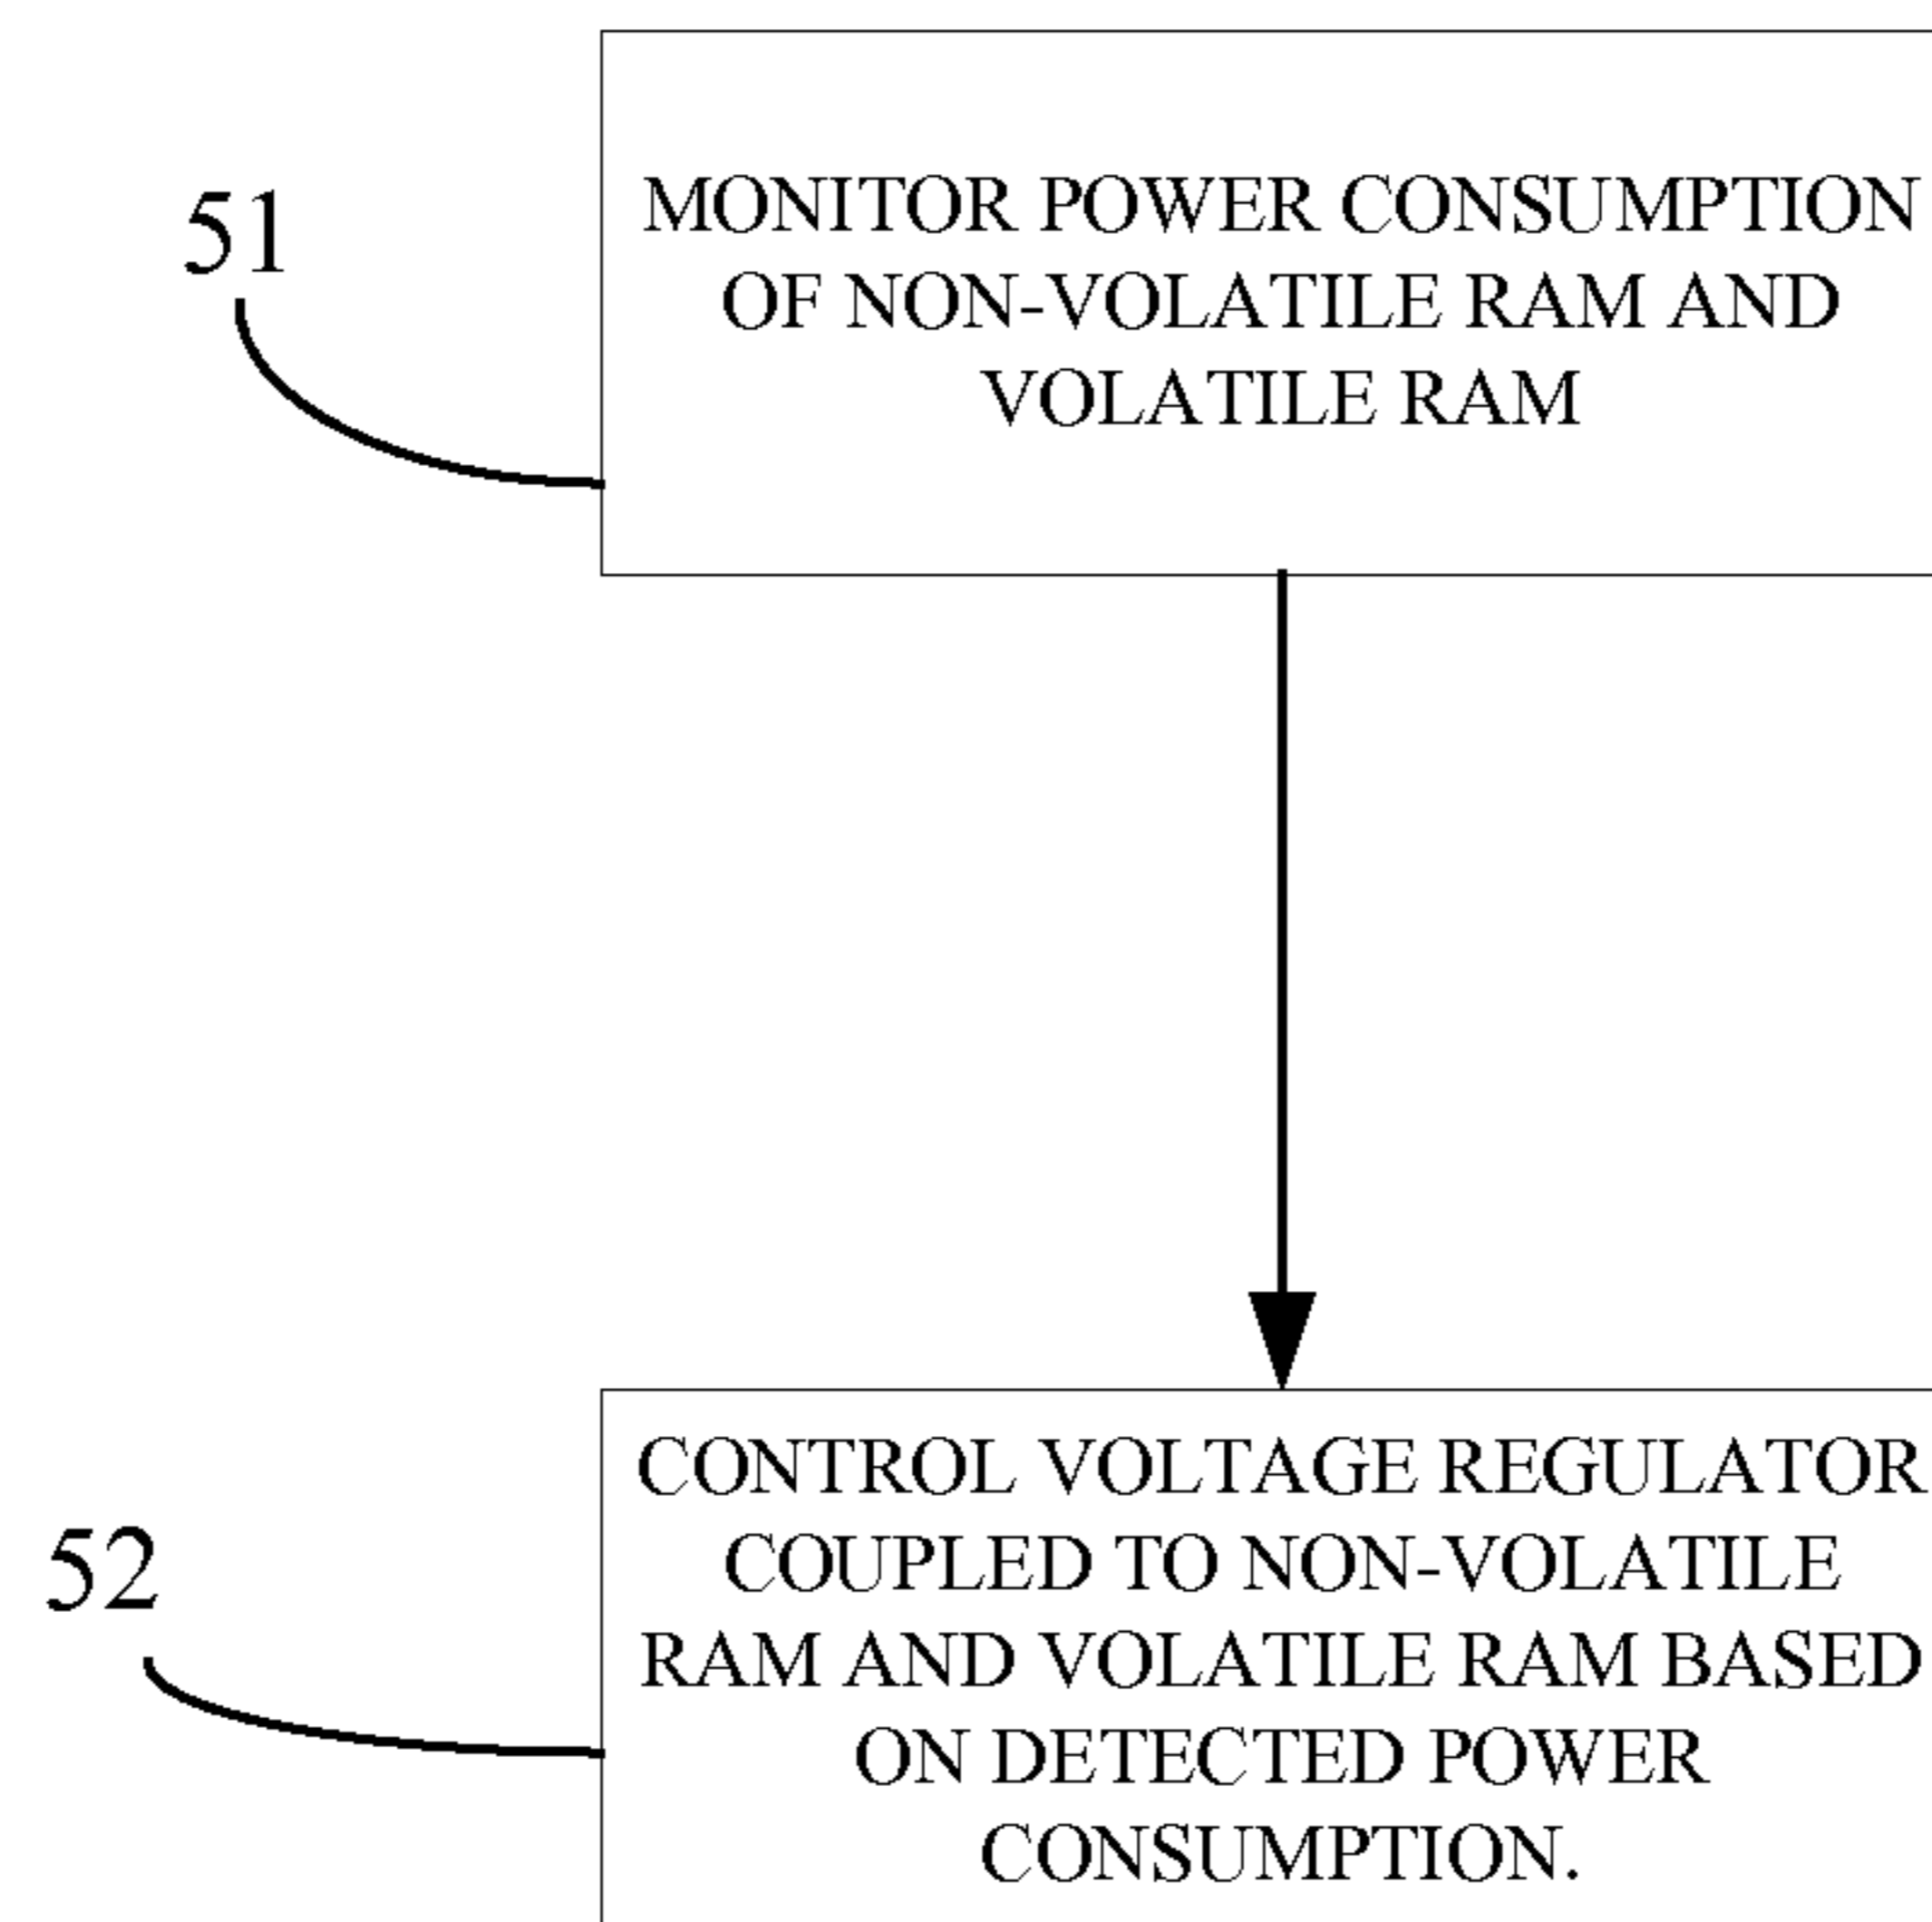 51
MONITOR POWER CONSUMPTION
OF NON-VOLATILE RAM AND
VOLATILE RAM
52
CONTROL VOLTAGE REGULATOR
COUPLED TO NON-VOLATILE
RAM AND VOLATILE RAM BASED
ON DETECTED POWER
CONSUMPTION.